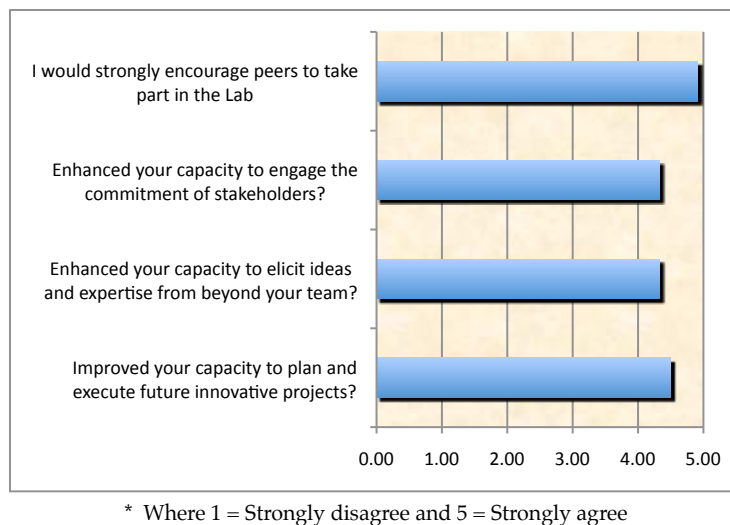 I would strongly encourage peers to take
part in the Lab
Enhanced your capacity to engage the
commitment of stakeholders?
Enhanced your capacity to elicit ideas
and expertise from beyond your team?
Improved your capacity to plan and
execute future innovative projects?
0.00 1.00 2.00 3.00 4.00 5.00
* Where 1 = Strongly disagree and 5 = Strongly agree